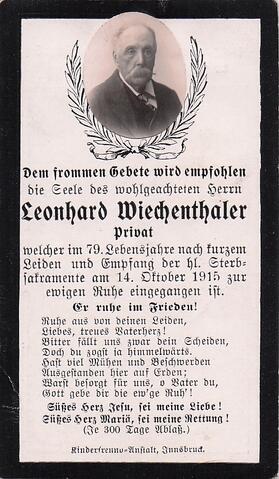 Dem frommen Gebete wird empfohlen
die Seele des wohlgeachteten Herrn
Leonhard Wiechenthaler
Privat
welcher im 79. Lebensjahre nach kurzem
Leiden und Empfang der hl. Sterb-
sakramente am 14. Oktober 1915 zur
ewigen Ruhe eingegangen ist.
Er ruhe im Frieden!
Ruhe aus von deinen Leiden,
Liebes, treues Vaterherz!
Bitter fällt uns zwar dein Scheiden,
Doch du zogst ja himmelwärts.
Hast viel Mühen und Beschwerden
Ausgestanden hier auf Erden;
Warst besorgt für uns, o Vater du,
Gott gebe dir die ew'ge Ruh'!
Süßes Herz Jesu, sei meine Liebe!
Süßes Herz Mariä, sei meine Rettung!
(Je 300 Tage Ablaß.)
Kinderfreund-Anstalt, Innsbruck.